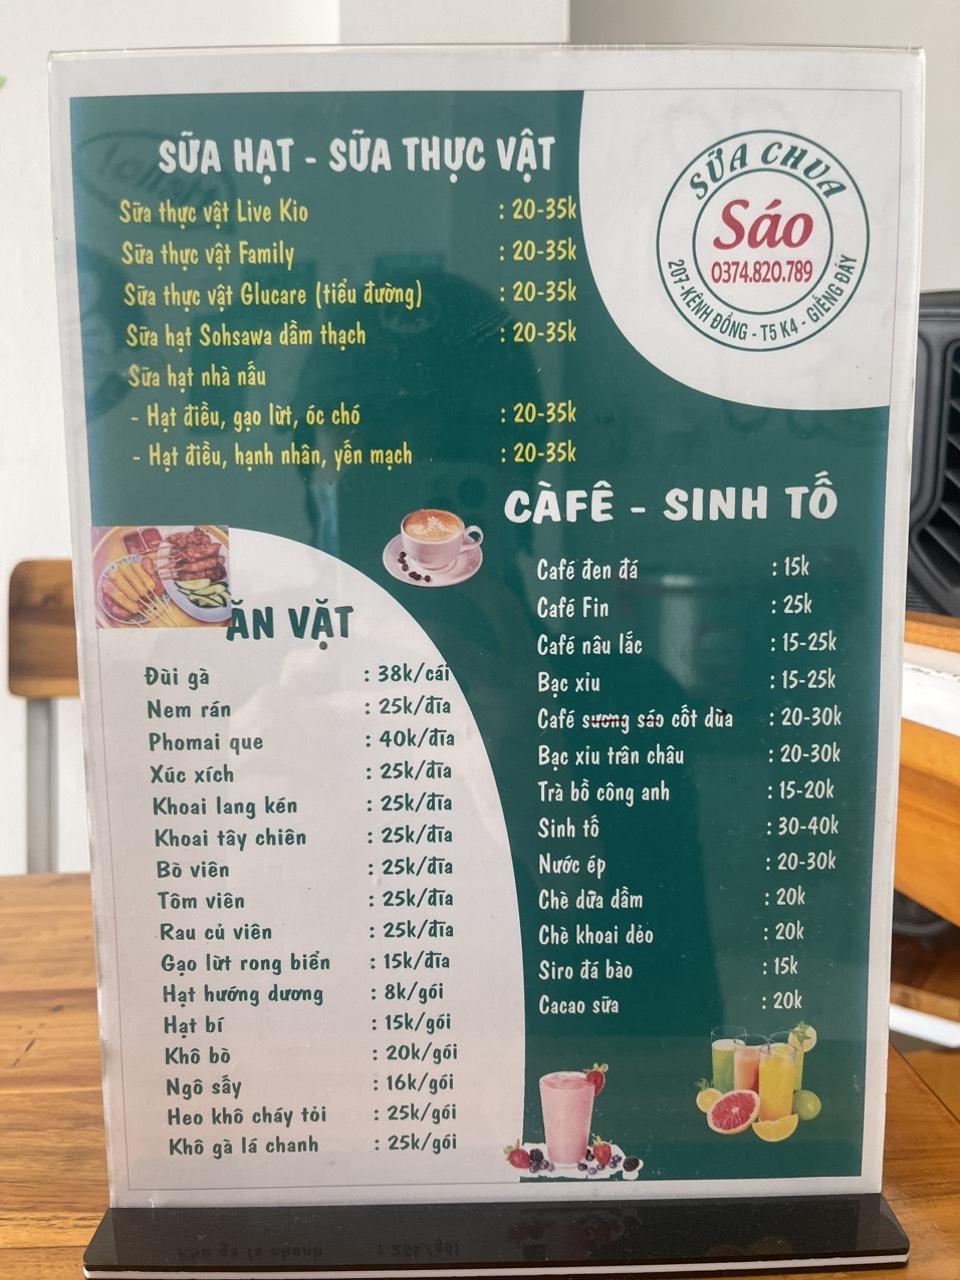 SỮA HẠT - SỮA THỰC VẬT
Sữa thực vật Live Kio : 20-35k
Sữa thực vật Family : 20-35k
Sữa thực vật Glucare (tiểu đường) : 20-35k
Sữa hạt Sohsawa dầm thạch : 20-35k
Sữa hạt nhà nấu
- Hạt điều, gạo lừt, óc chó : 20-35k
- Hạt điều, hạnh nhân, yến mạch : 20-35k
SỮA CHUA
Sáo
0374.820.789
207 - KÊNH ĐỒNG - T5 K4 - GIẾNG ĐÁY
CÀFÊ - SINH TỐ
Café đen đá : 15k
Café Fin : 25k
Café nâu lắc : 15-25k
Bạc xỉu : 15-25k
Café sương sáo cốt dừa : 20-30k
Bạc xỉu trân châu : 20-30k
Trà bồ công anh : 15-20k
Sinh tố : 30-40k
Nước ép : 20-30k
Chè dừa dầm : 20k
Chè khoai dẻo : 20k
Siro đá bào : 15k
Cacao sữa : 20k
ĂN VẶT
Đùi gà : 38k/cái
Nem rán : 25k/đĩa
Phomai que : 40k/đĩa
Xúc xích : 25k/đĩa
Khoai lang kén : 25k/đĩa
Khoai tây chiên : 25k/đĩa
Bò viên : 25k/đĩa
Tôm viên : 25k/đĩa
Rau củ viên : 25k/đĩa
Gạo lừt rong biển : 15k/đĩa
Hạt hướng dương : 8k/gói
Hạt bí : 15k/gói
Khô bò : 20k/gói
Ngô sấy : 16k/gói
Heo khô cháy tỏi : 25k/gói
Khô gà lá chanh : 25k/gói